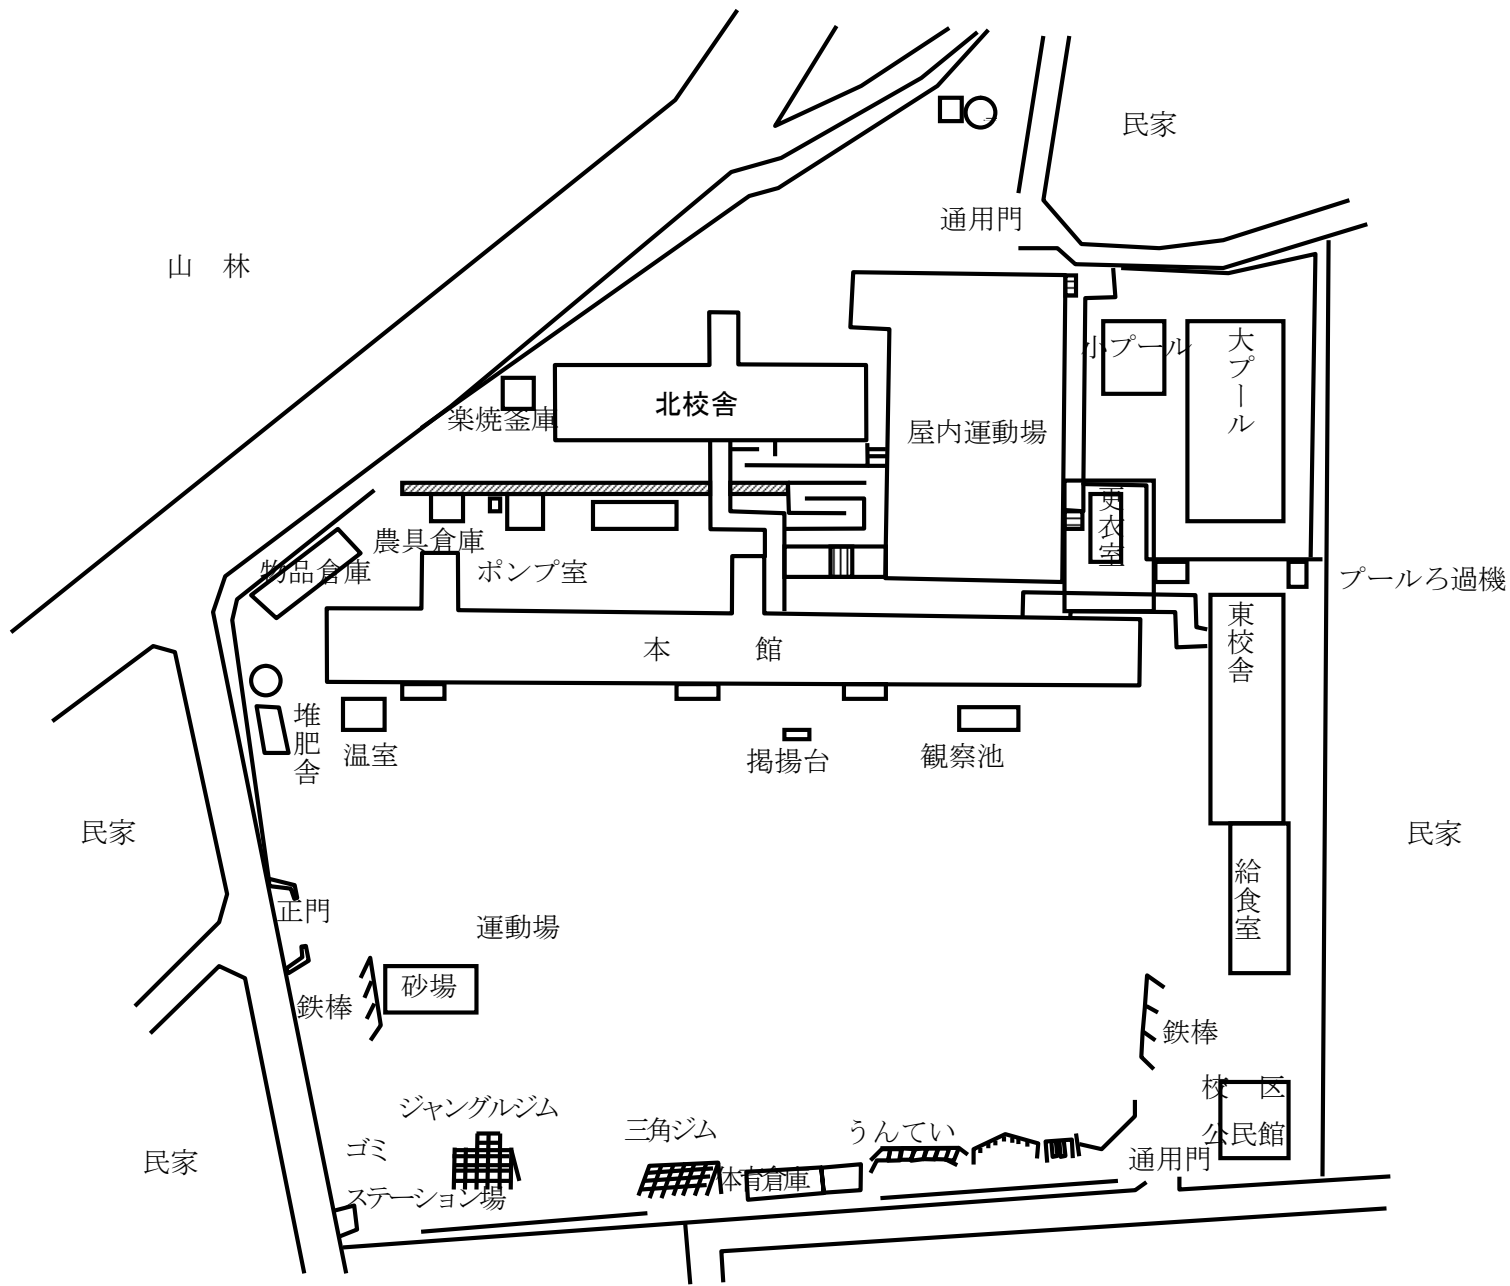 民家
通用門
山　林
小プール
大プール
北校舎
楽焼釜庫
屋内運動場
更衣室
農具倉庫
物品倉庫
ポンプ室
プールろ過機
東校舎
本　館
堆肥舎
温室
掲揚台
観察池
民家
民家
給食室
正門
運動場
砂場
鉄棒
鉄棒
校　区
公民館
ジャングルジム
三角ジム
うんてい
通用門
ゴミ
ステーション場
民家
体育倉庫